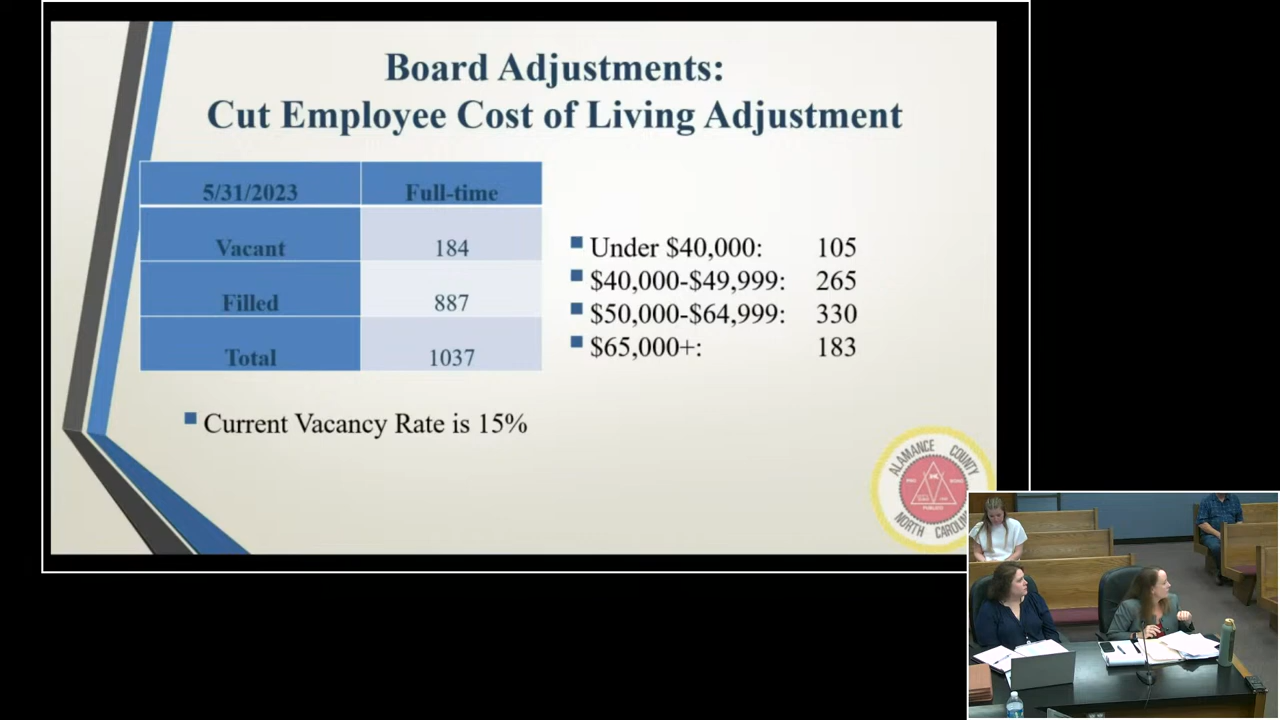 Board Adjustments:
Cut Employee Cost of Living Adjustment
5/31/2023 Full-time
Vacant 184
Filled 887
Total 1037
Under $40,000: 105
$40,000-$49,999: 265
$50,000-$64,999: 330
$65,000+: 183
Current Vacancy Rate is 15%
ALAMANCE COUNTY
NORTH CAROLINA